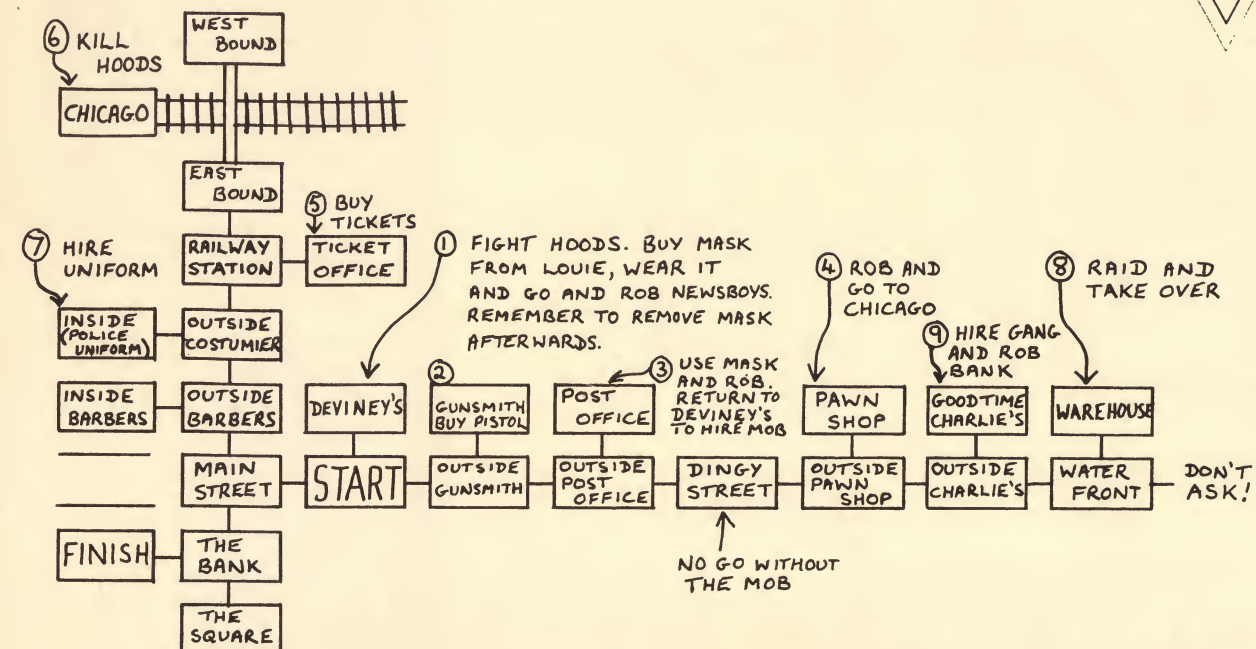 WEST
BOUND
⑥ KILL
HOODS
CHICAGO
EAST
BOUND
⑤ BUY
TICKETS
RAILWAY
STATION
TICKET
OFFICE
⑦ HIRE
UNIFORM
INSIDE
(POLICE
UNIFORM)
OUTSIDE
COSTUMIER
① FIGHT HOODS. BUY MASK
FROM LOUIE, WEAR IT
AND GO AND ROB NEWSBOYS.
REMEMBER TO REMOVE MASK
AFTERWARDS.
④ ROB AND
GO TO
CHICAGO
⑧ RAID AND
TAKE OVER
⑨ HIRE GANG
AND ROB
BANK
③ USE MASK
AND ROB.
RETURN TO
DEVINEY'S
TO HIRE MOB
INSIDE
BARBERS
OUTSIDE
BARBERS
DEVINEY'S
②
GUNSMITH
BUY PISTOL
POST
OFFICE
PAWN
SHOP
GOODTIME
CHARLIE'S
WAREHOUSE
MAIN
STREET
START
OUTSIDE
GUNSMITH
OUTSIDE
POST
OFFICE
DINGY
STREET
OUTSIDE
PAWN
SHOP
OUTSIDE
CHARLIE'S
WATER
FRONT
DON'T
ASK!
NO GO WITHOUT
THE MOB
FINISH
THE
BANK
THE
SQUARE